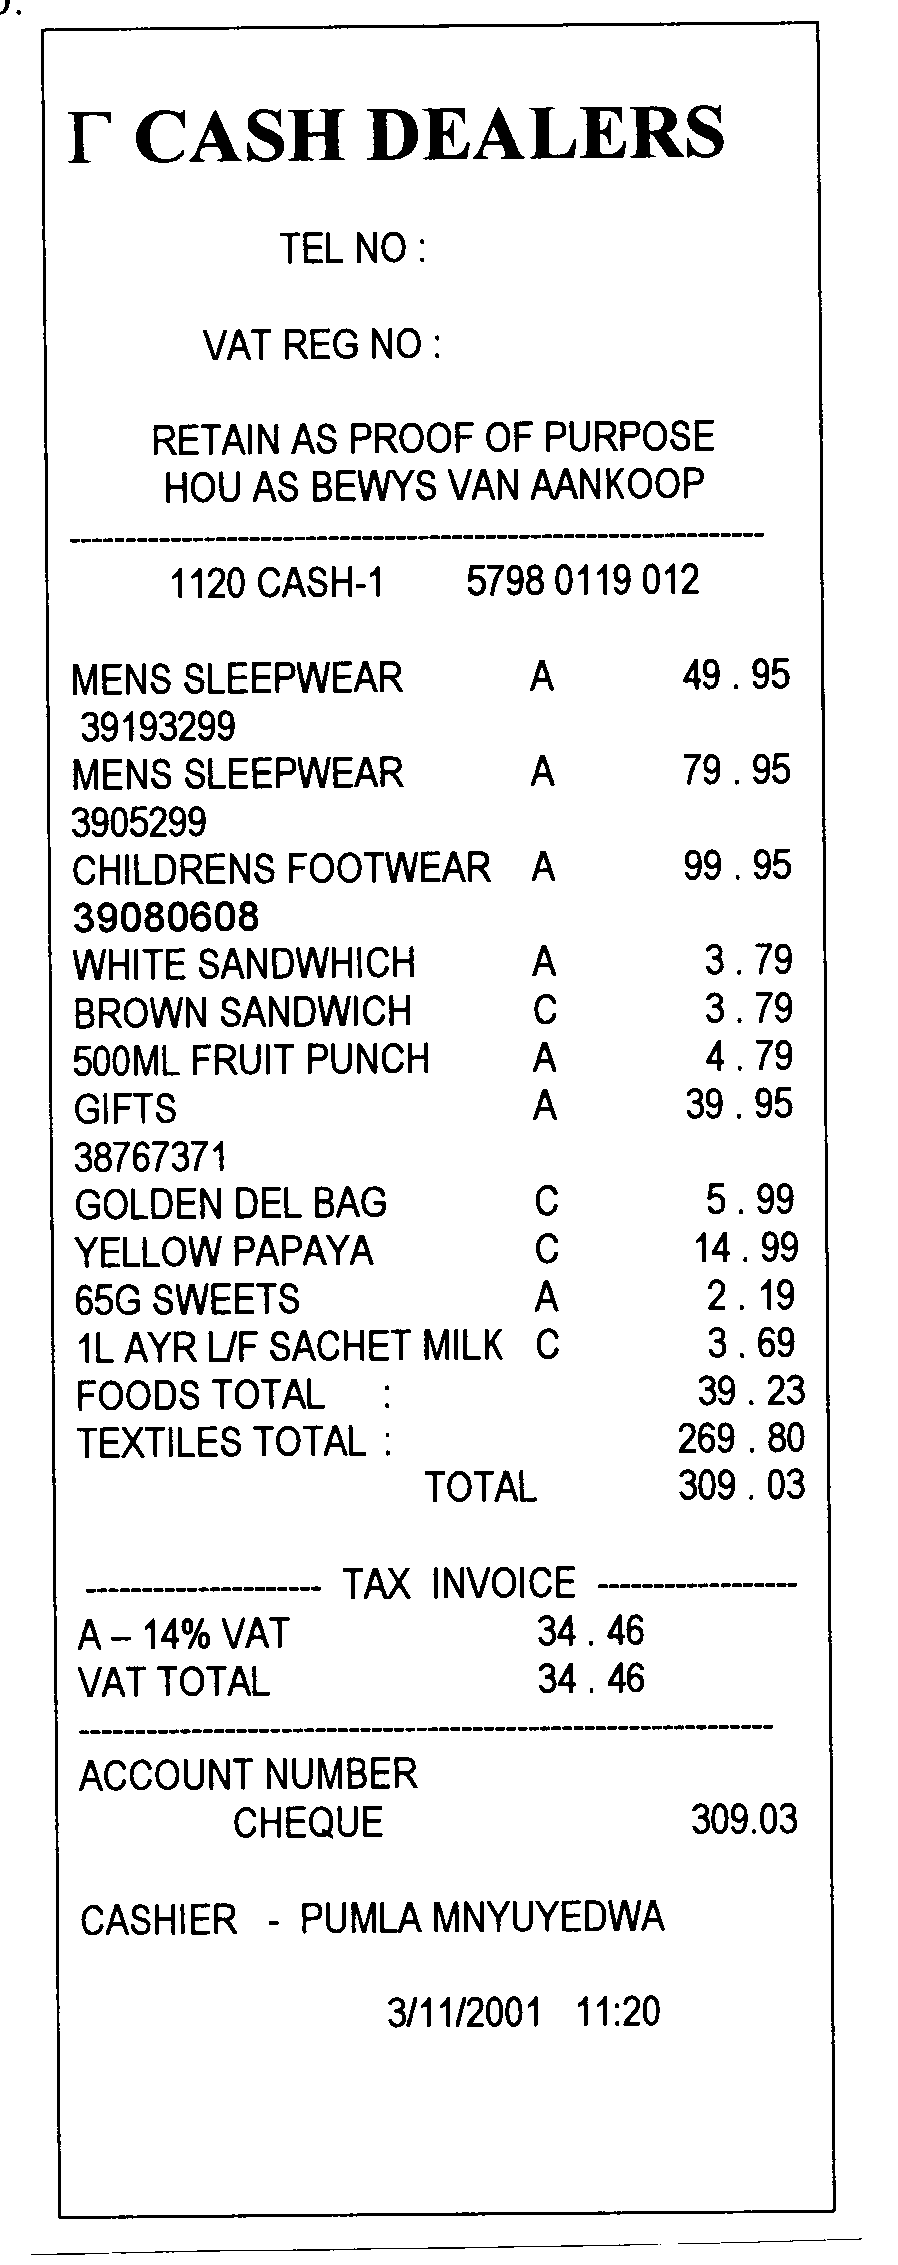 Γ CASH DEALERS
TEL NO :
VAT REG NO :
RETAIN AS PROOF OF PURPOSE
HOU AS BEWYS VAN AANKOOP
1120 CASH-1 5798 0119 012
MENS SLEEPWEAR A 49 . 95
39193299
MENS SLEEPWEAR A 79 . 95
3905299
CHILDRENS FOOTWEAR A 99 . 95
39080608
WHITE SANDWHICH A 3 . 79
BROWN SANDWICH C 3 . 79
500ML FRUIT PUNCH A 4 . 79
GIFTS A 39 . 95
38767371
GOLDEN DEL BAG C 5 . 99
YELLOW PAPAYA C 14 . 99
65G SWEETS A 2 . 19
1L AYR L/F SACHET MILK C 3 . 69
FOODS TOTAL : 39 . 23
TEXTILES TOTAL : 269 . 80
TOTAL 309 . 03
-------------------- TAX INVOICE -----------------
A – 14% VAT 34 . 46
VAT TOTAL 34 . 46
ACCOUNT NUMBER
CHEQUE 309.03
CASHIER - PUMLA MNYUYEDWA
3/11/2001 11:20